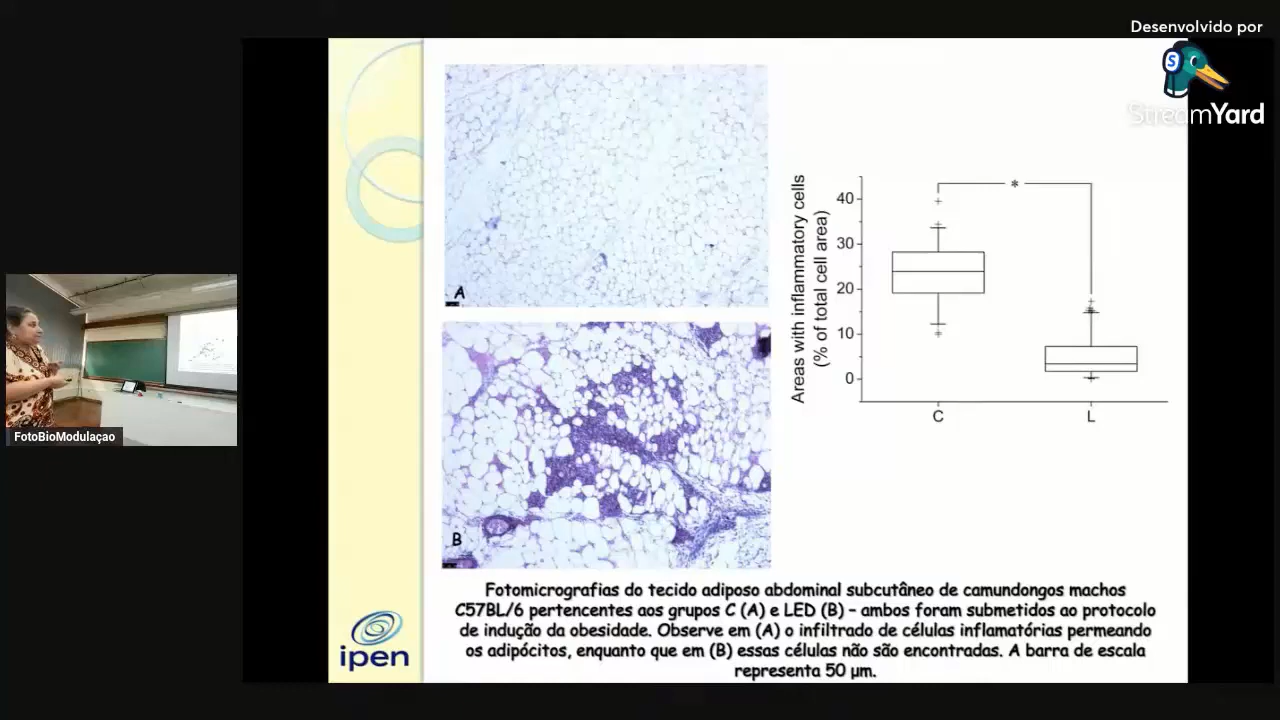 Desenvolvido por
StreamYard
A
B
Areas with inflammatory cells
(% of total cell area)
40
30
20
10
0
*
C
L
FotoBioModulaçao
Fotomicrografias do tecido adiposo abdominal subcutâneo de camundongos machos
C57BL/6 pertencentes aos grupos C (A) e LED (B) – ambos foram submetidos ao protocolo
de indução da obesidade. Observe em (A) o infiltrado de células inflamatórias permeando
os adipócitos, enquanto que em (B) essas células não são encontradas. A barra de escala
representa 50 µm.
ipen